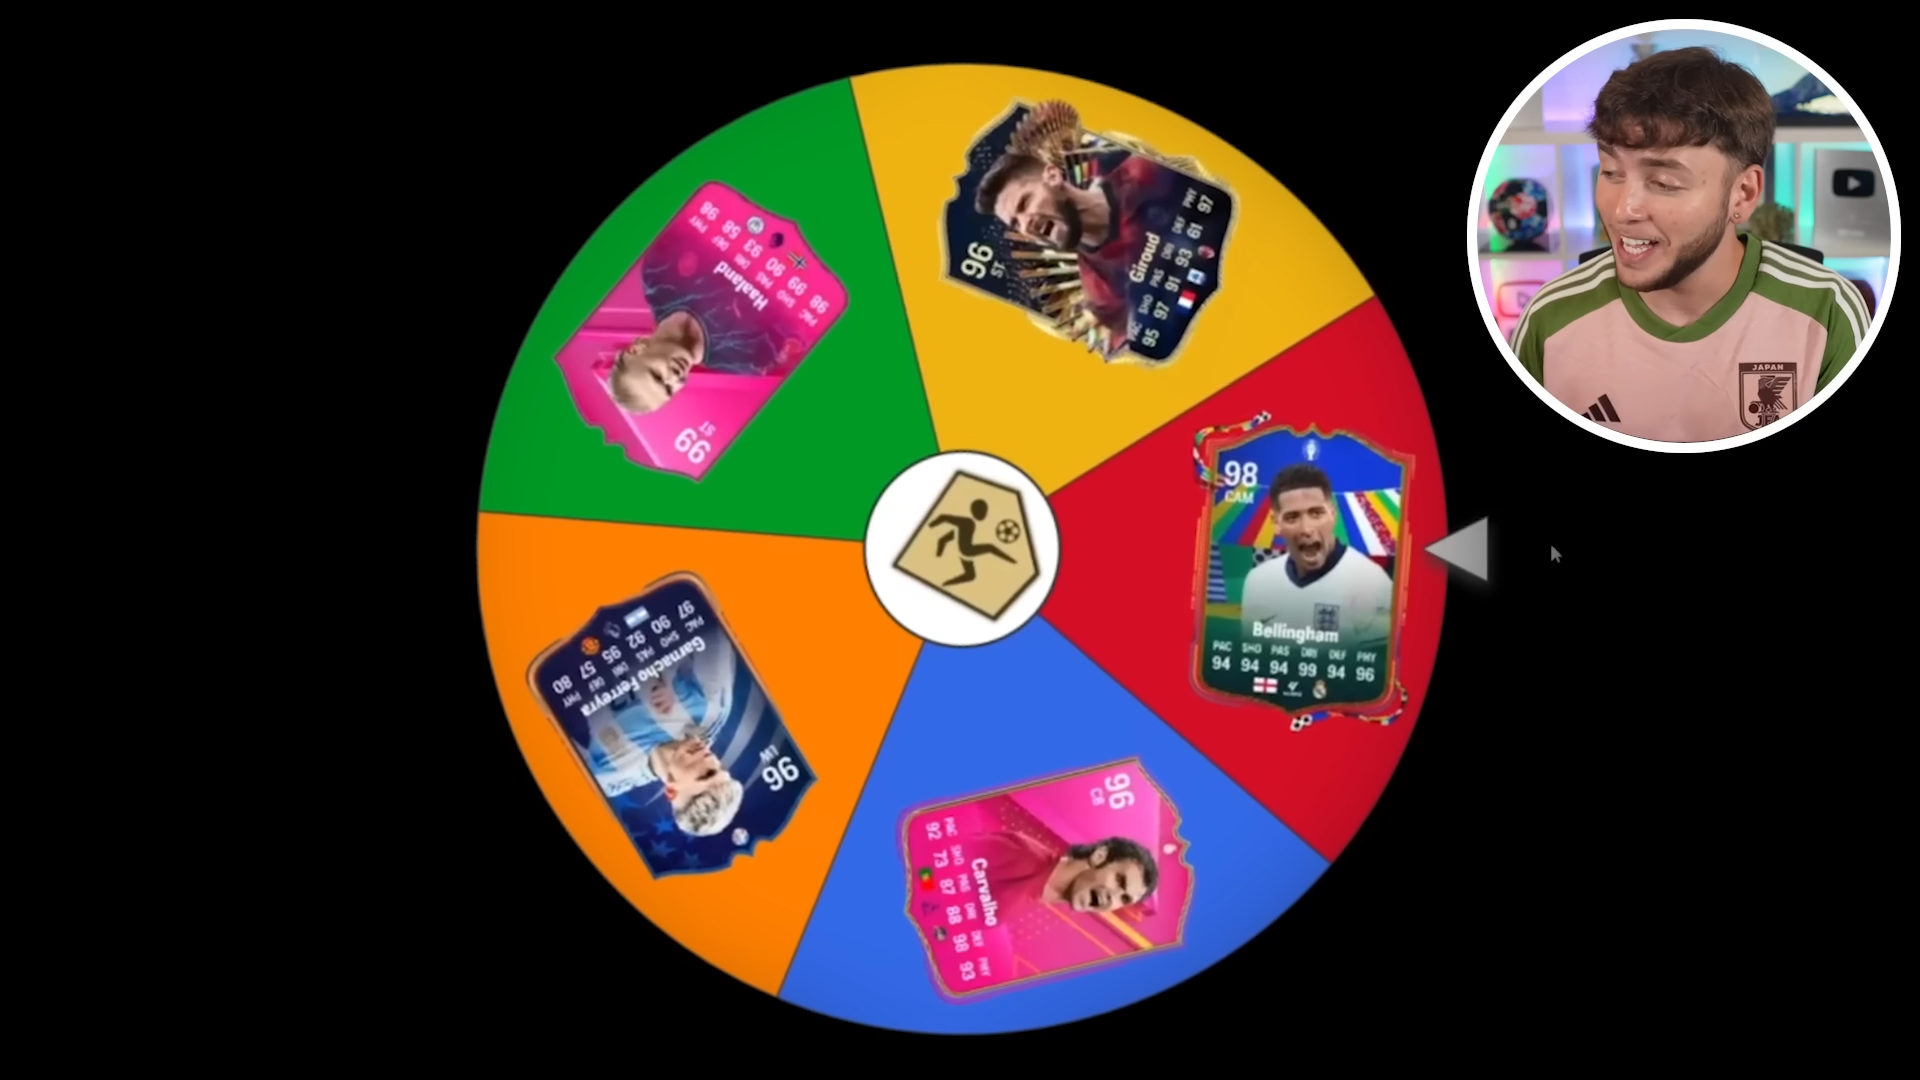 96
ST
Giroud
PAC SHO PAS DRI DEF PHY
95 97 91 93 61 97
99
ST
Haaland
PAC SHO PAS DRI DEF PHY
98 99 90 93 58 98
98
CAM
Bellingham
PAC SHO PAS DRI DEF PHY
94 94 94 99 94 96
96
LW
Garnacho Ferreyra
PAC SHO PAS DRI DEF PHY
97 90 92 95 57 80
96
CB
Carvalho
PAC SHO PAS DRI DEF PHY
92 73 87 88 98 93
JAPAN
JFA